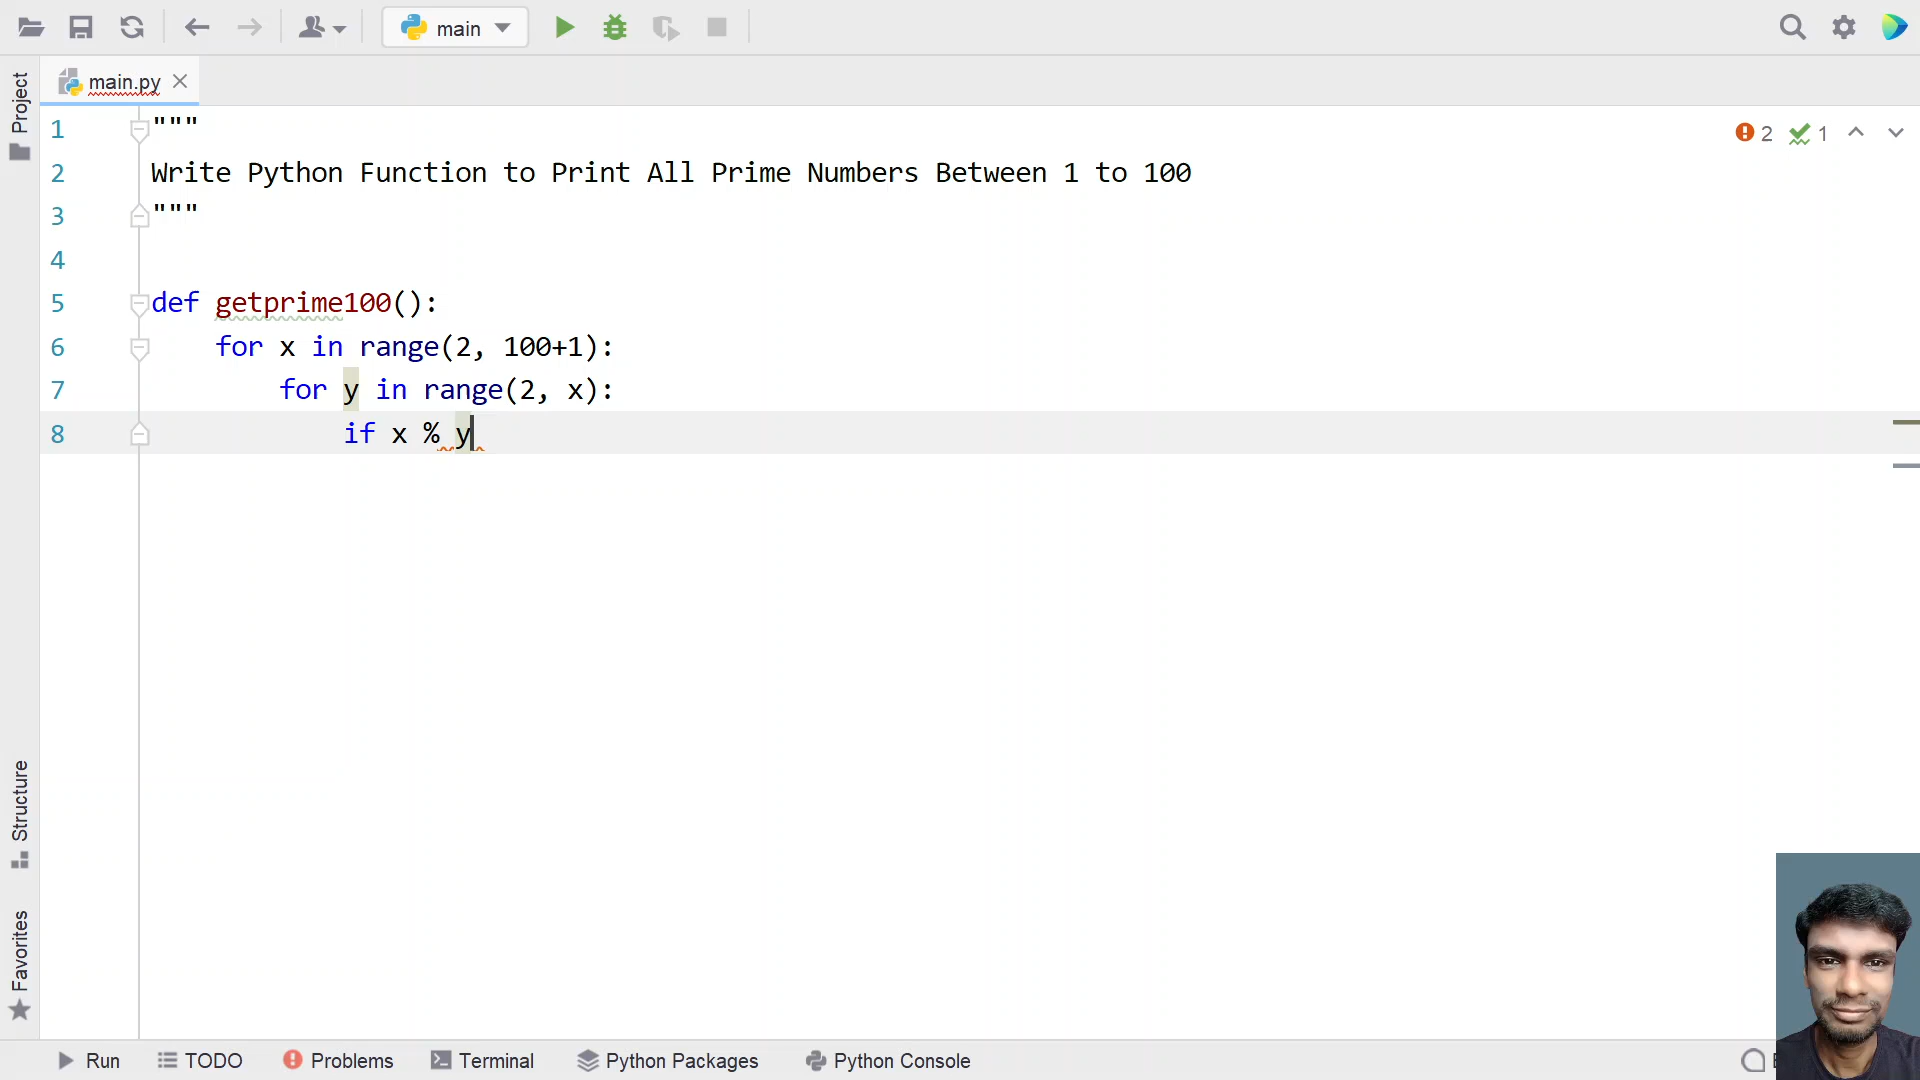 main
main.py
Project
2 1
1 """
2 Write Python Function to Print All Prime Numbers Between 1 to 100
3 """
4
5 def getprime100():
6 for x in range(2, 100+1):
7 for y in range(2, x):
8 if x % y
Structure
Favorites
Run TODO Problems Terminal Python Packages Python Console